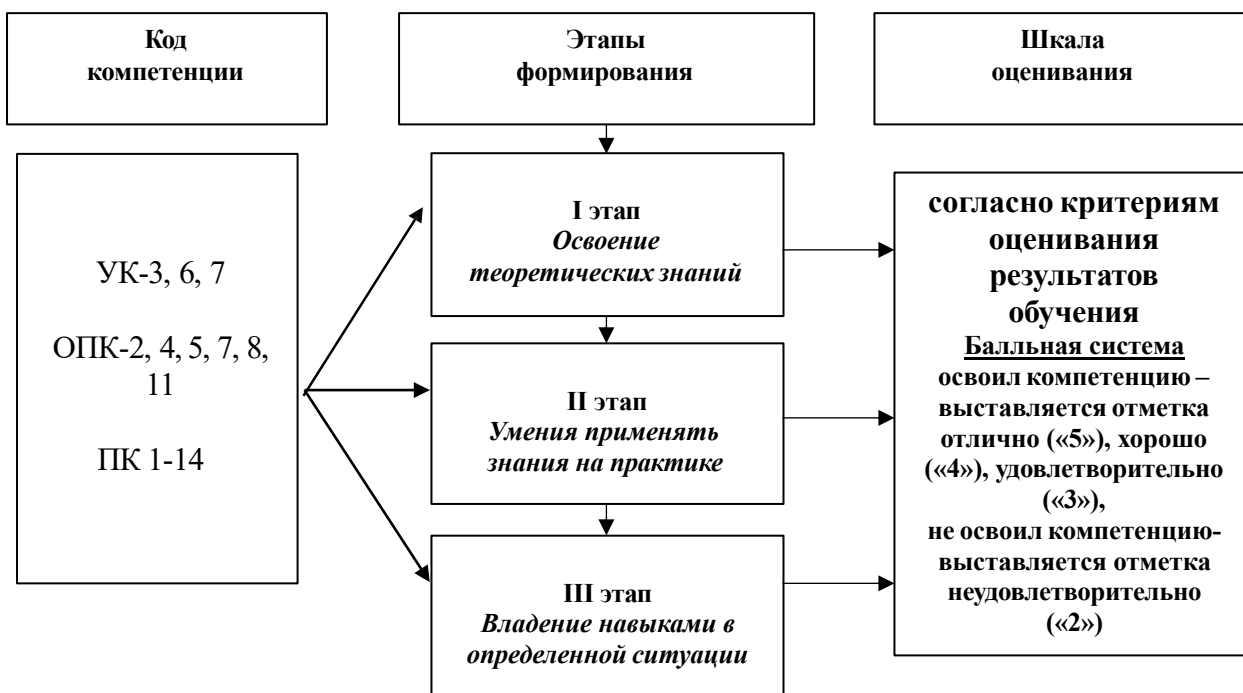 Код
компетенции
Этапы
формирования
Шкала
оценивания
УК-3, 6, 7
ОПК-2, 4, 5, 7, 8,
11
ПК 1-14
I этап
Освоение
теоретических знаний
II этап
Умения применять
знания на практике
III этап
Владение навыками в
определенной ситуации
согласно критериям
оценивания
результатов
обучения
Балльная система
освоил компетенцию –
выставляется отметка
отлично («5»), хорошо
(«4»), удовлетворительно
(«3»),
не освоил компетенцию-
выставляется отметка
неудовлетворительно
(«2»)